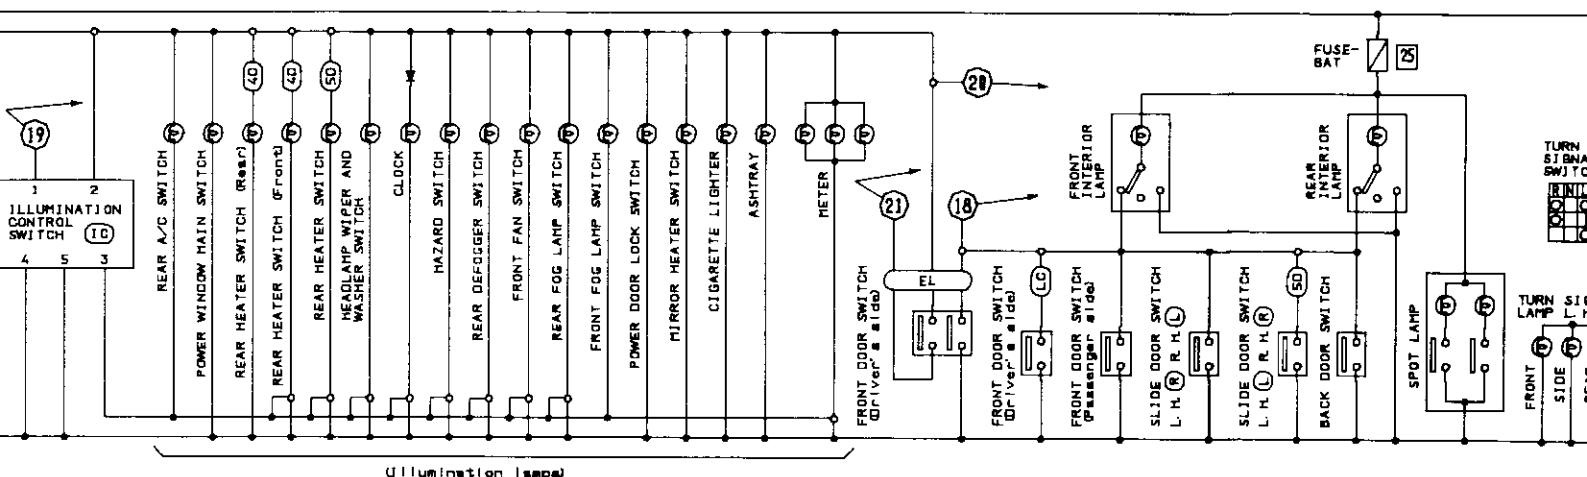 19
1 2
ILLUMINATION
CONTROL
SWITCH IC
4 5 3
REAR A/C SWITCH
POWER WINDOW MAIN SWITCH
40
REAR HEATER SWITCH (Rear)
40
REAR HEATER SWITCH (Front)
5D
REAR HEATER SWITCH
HEADLAMP WIPER AND
WASHER SWITCH
CLOCK
HAZARD SWITCH
REAR DEFOGGER SWITCH
FRONT FAN SWITCH
REAR FOG LAMP SWITCH
FRONT FOG LAMP SWITCH
POWER DOOR LOCK SWITCH
MIRROR HEATER SWITCH
CIGARETTE LIGHTER
ASHTRAY
METER
(Illumination lamps)
20
21
18
EL
FRONT DOOR SWITCH
(Driver's side)
LC
FRONT DOOR SWITCH
(Driver's side)
FRONT DOOR SWITCH
(Passenger side)
SLIDE DOOR SWITCH
L.H. R R.H. L
5D
SLIDE DOOR SWITCH
L.H. L R.H. R
BACK DOOR SWITCH
FRONT
INTERIOR
LAMP
FUSE-
BAT
25
REAR
INTERIOR
LAMP
SPOT LAMP
TURN
SIGNA
SWITC
R N L
TURN SIG
LAMP L.H
FRONT
SIDE